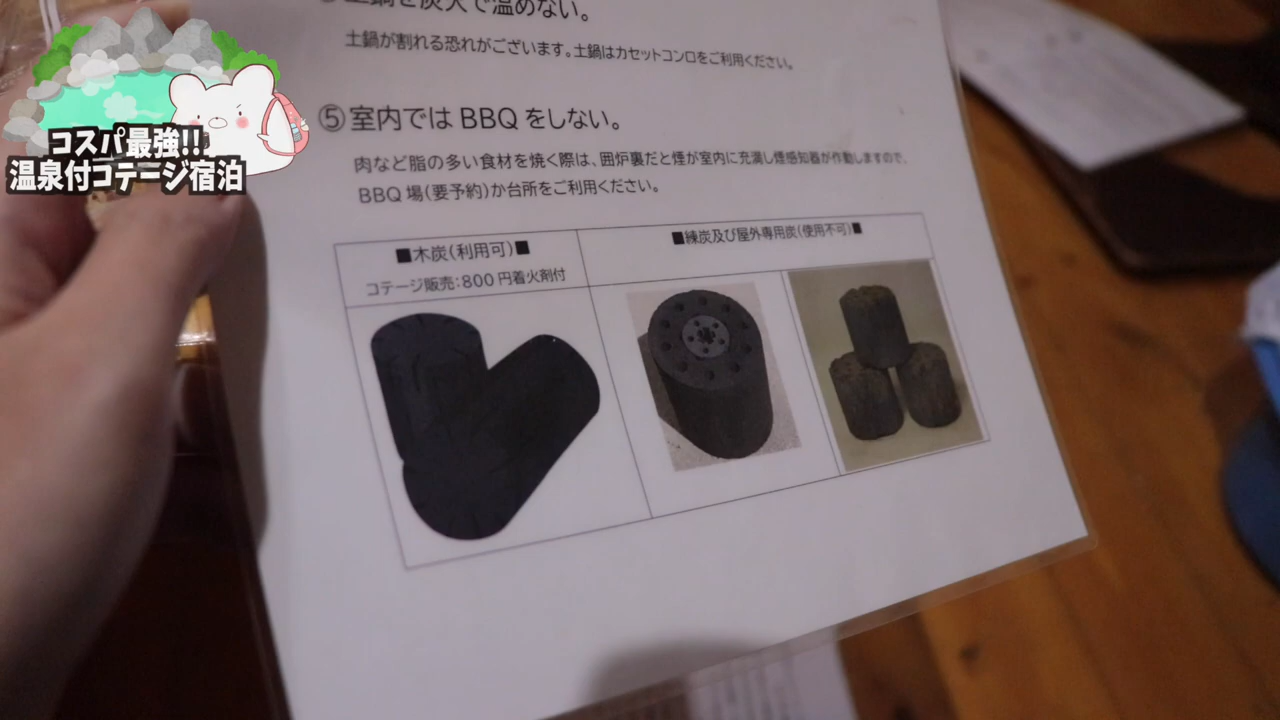 コスパ最強!!
温泉付コテージ宿泊
土鍋を炭火で温めない。
土鍋が割れる恐れがございます。土鍋はカセットコンロをご利用ください。
⑤室内ではBBQをしない。
肉など脂の多い食材を焼く際は、囲炉裏だと煙が室内に充満し煙感知器が作動しますので、
BBQ場(要予約)か台所をご利用ください。
■木炭(利用可)■
コテージ販売:800円着火剤付
■練炭及び屋外専用炭(使用不可)■